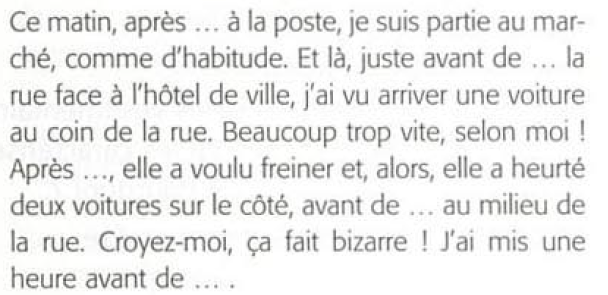 Ce matin, après ... à la poste, je suis partie au mar-
ché, comme d'habitude. Et là, juste avant de ... la
rue face à l'hôtel de ville, j'ai vu arriver une voiture
au coin de la rue. Beaucoup trop vite, selon moi !
Après ..., elle a voulu freiner et, alors, elle a heurté
deux voitures sur le côté, avant de ... au milieu de
la rue. Croyez-moi, ça fait bizarre ! J'ai mis une
heure avant de ... .